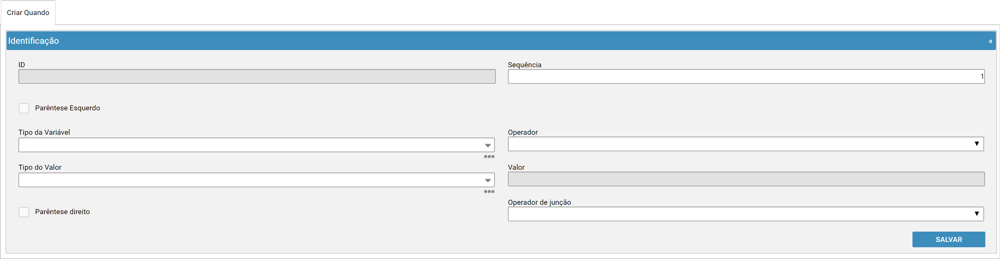 Criar Quando
Identificação «
ID
Sequência
1
Parêntese Esquerdo
Tipo da Variável
Operador
Tipo do Valor
Valor
Operador de junção
Parêntese direito
SALVAR